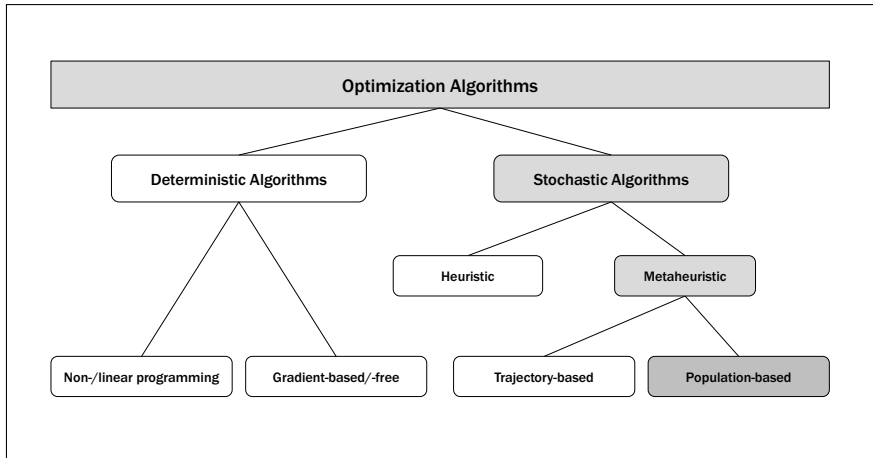 Optimization Algorithms
Deterministic Algorithms
Stochastic Algorithms
Heuristic
Metaheuristic
Non-/linear programming
Gradient-based/-free
Trajectory-based
Population-based